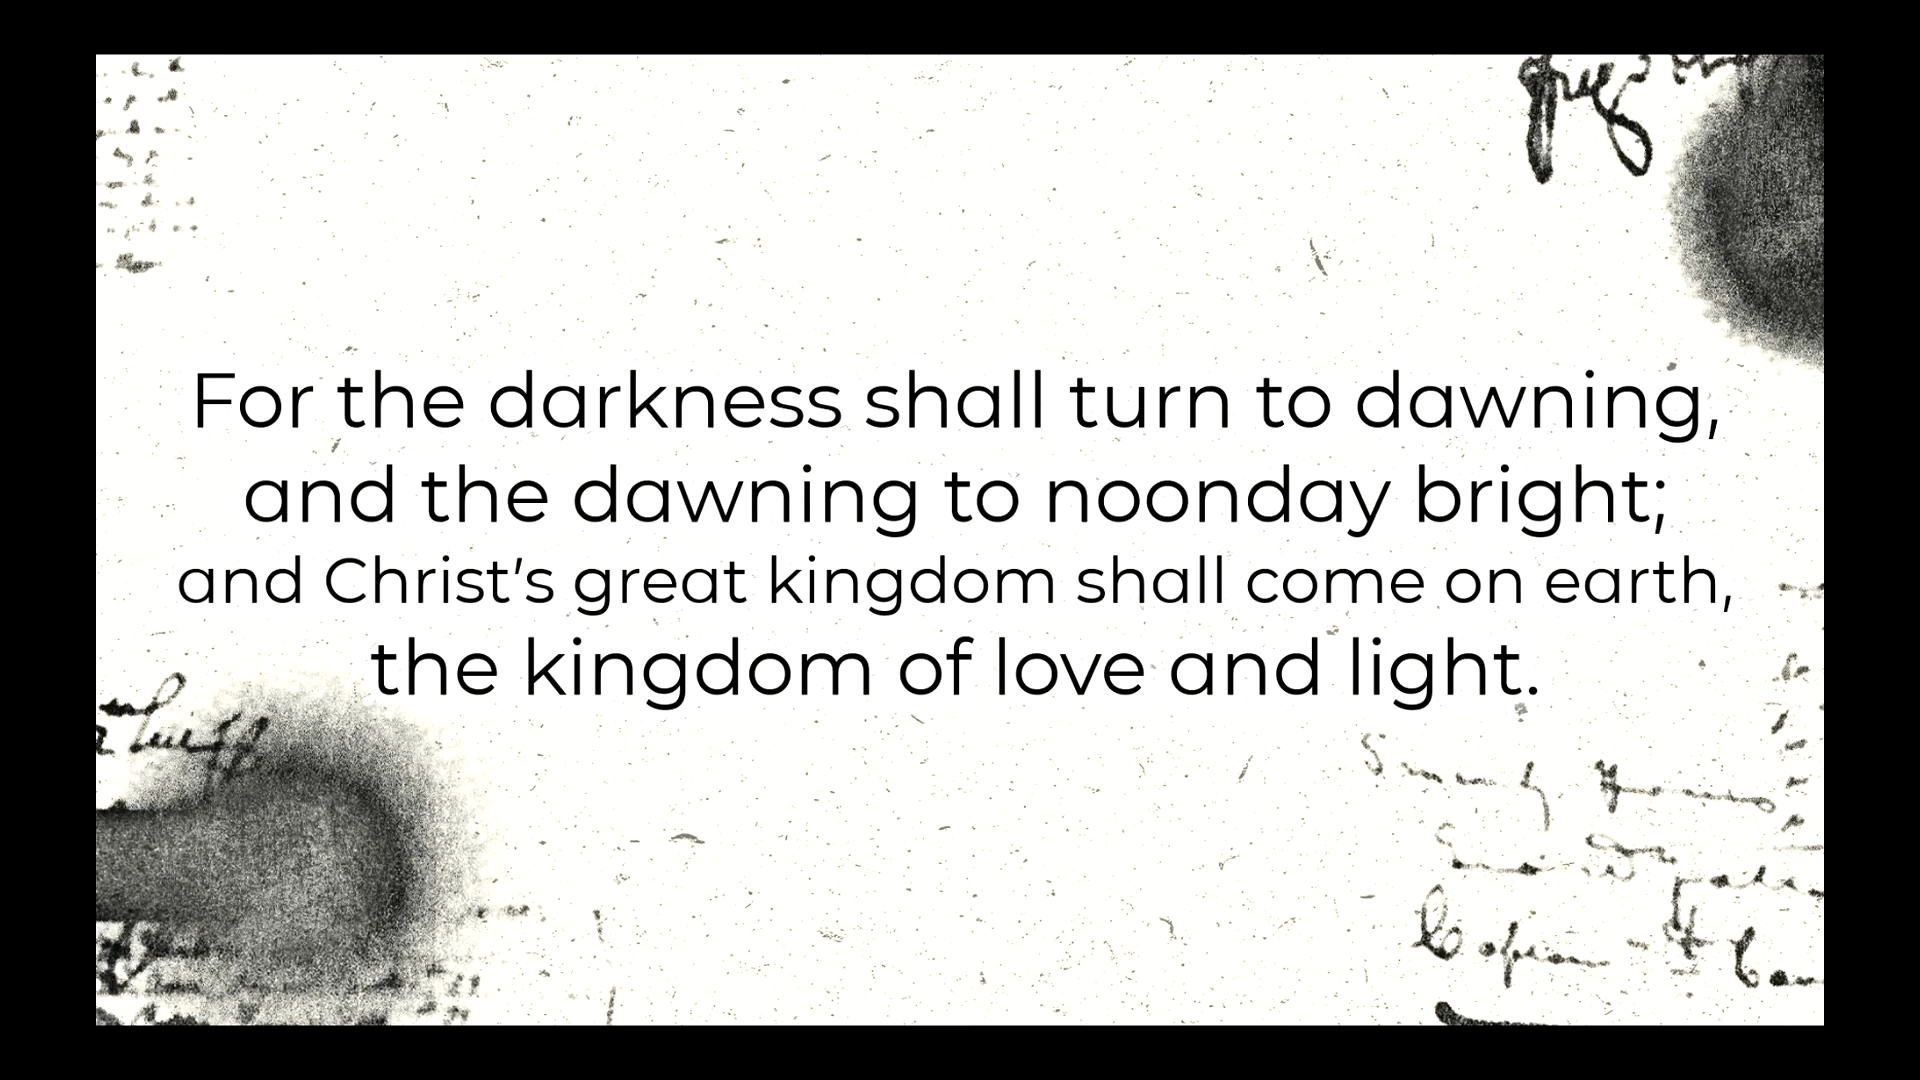 For the darkness shall turn to dawning,
and the dawning to noonday bright;
and Christ’s great kingdom shall come on earth,
the kingdom of love and light.